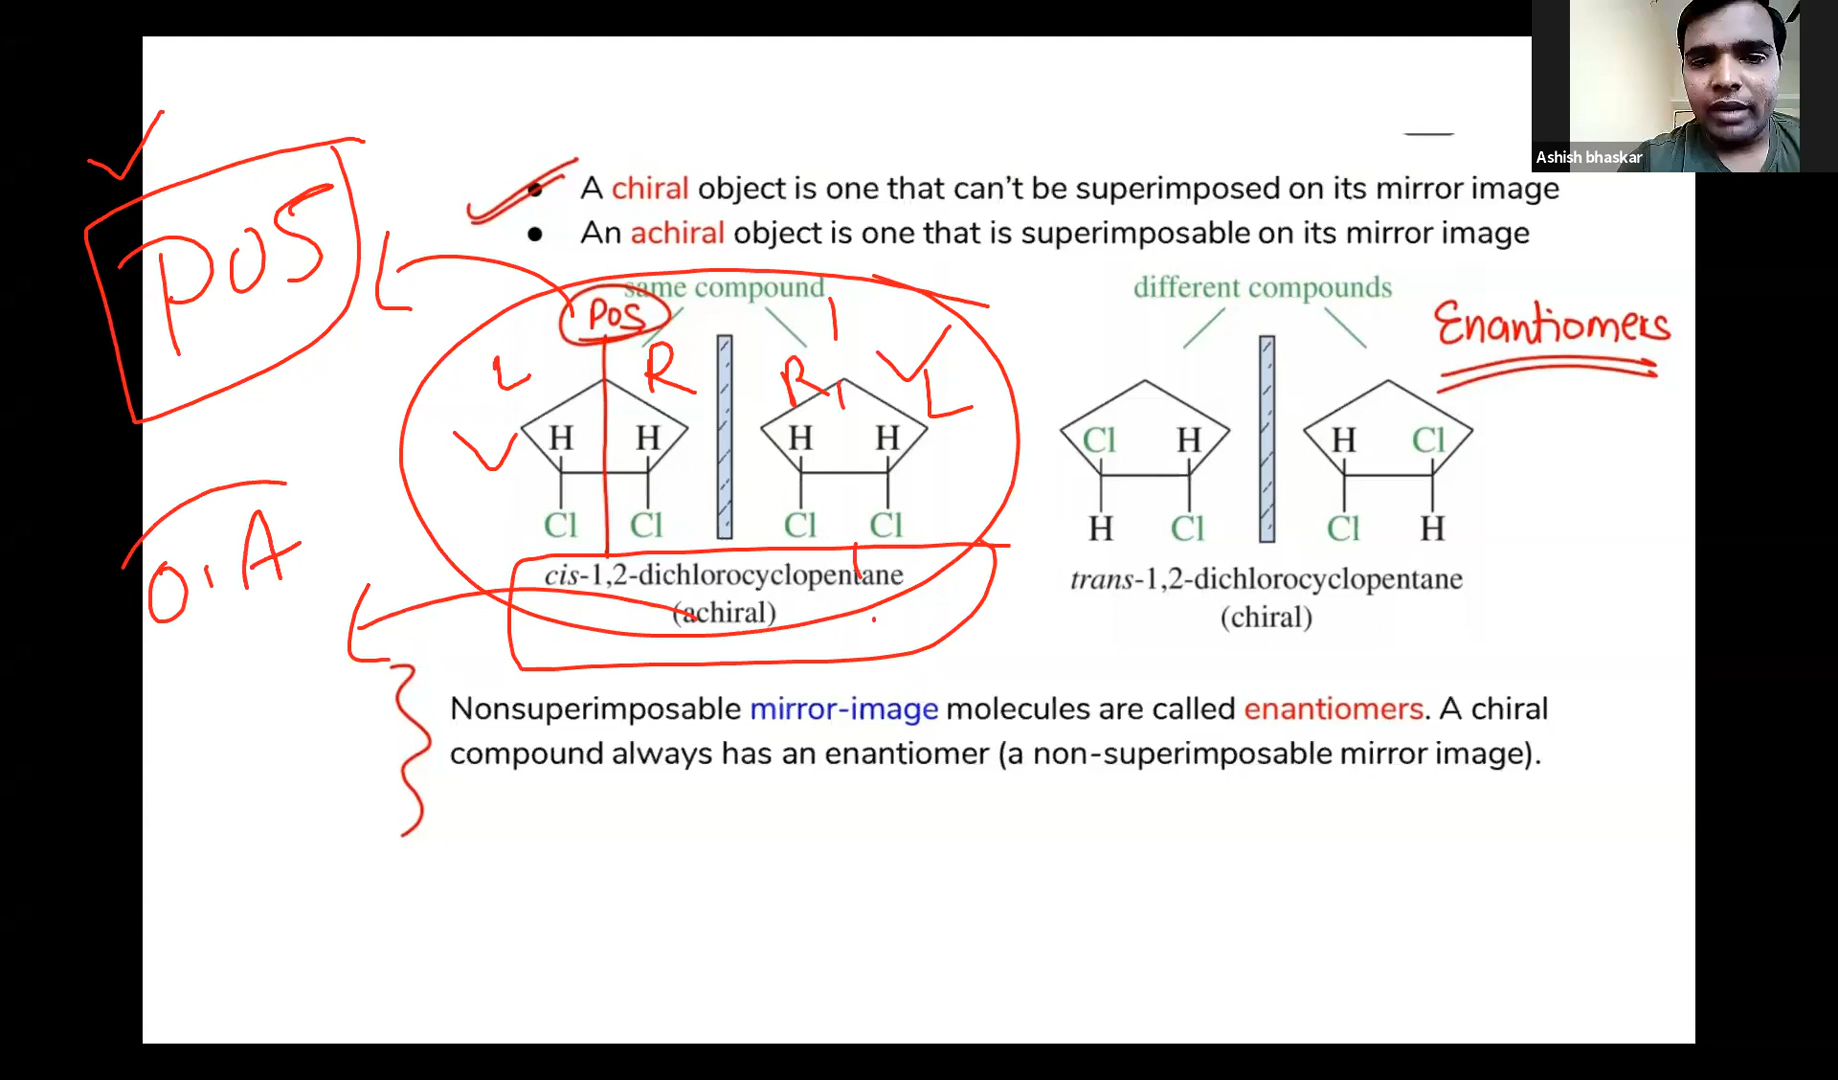 Ashish bhaskar
A chiral object is one that can't be superimposed on its mirror image
An achiral object is one that is superimposable on its mirror image
POS
same compound
different compounds
POS
Enantiomers
L R R L
H H H H Cl H H Cl
Cl Cl Cl Cl H Cl Cl H
O.A
cis-1,2-dichlorocyclopentane
(achiral)
trans-1,2-dichlorocyclopentane
(chiral)
Nonsuperimposable mirror-image molecules are called enantiomers. A chiral
compound always has an enantiomer (a non-superimposable mirror image).